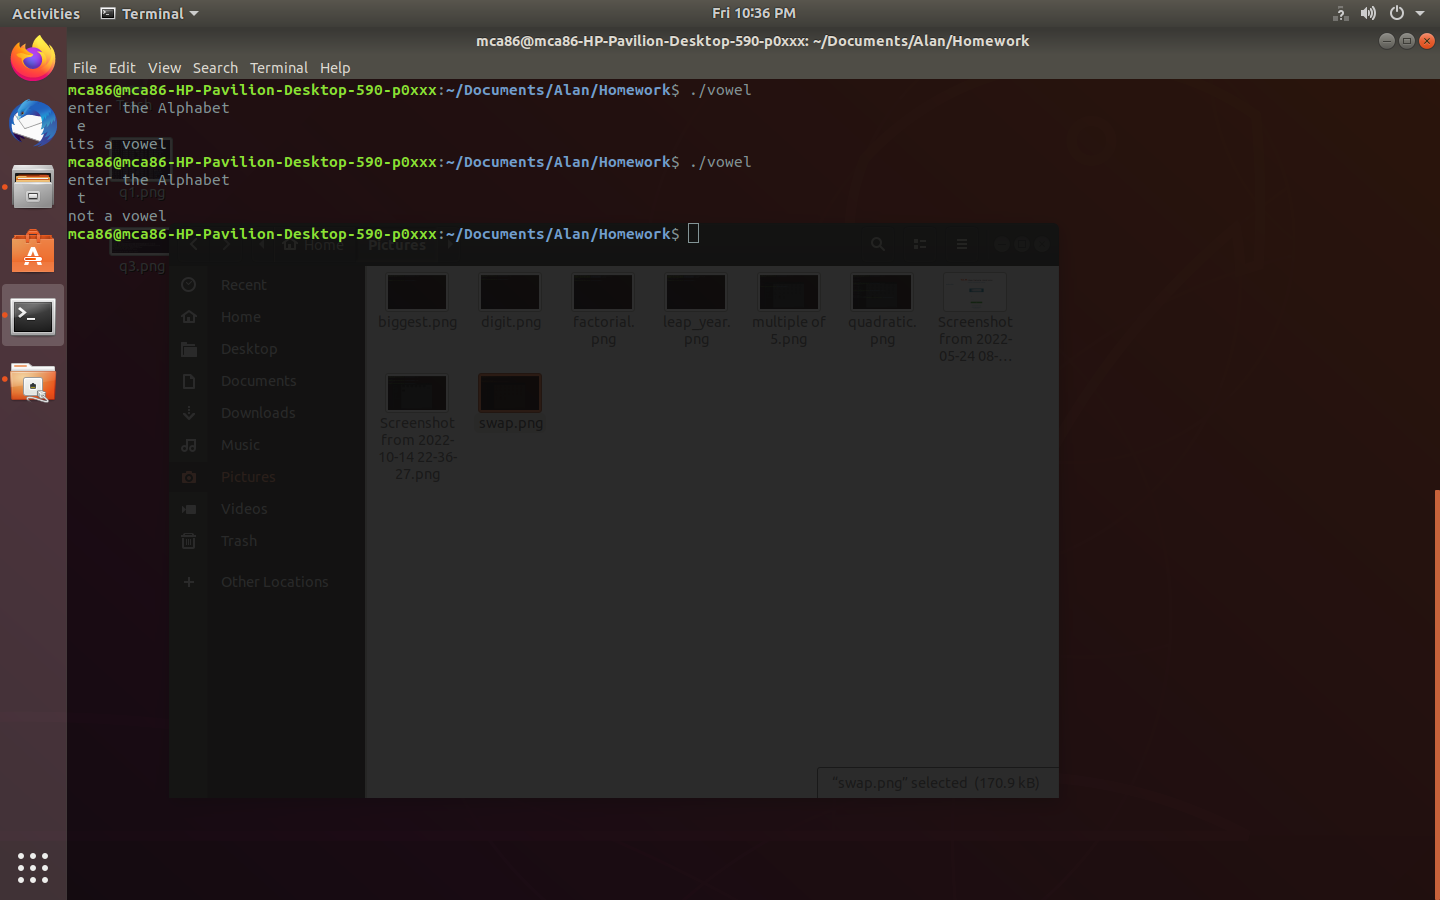 Activities Terminal Fri 10:36 PM
mca86@mca86-HP-Pavilion-Desktop-590-p0xxx: ~/Documents/Alan/Homework
File Edit View Search Terminal Help
mca86@mca86-HP-Pavilion-Desktop-590-p0xxx:~/Documents/Alan/Homework$ ./vowel
enter the Alphabet
e
its a vowel
mca86@mca86-HP-Pavilion-Desktop-590-p0xxx:~/Documents/Alan/Homework$ ./vowel
enter the Alphabet
t
not a vowel
mca86@mca86-HP-Pavilion-Desktop-590-p0xxx:~/Documents/Alan/Homework$
q1.png
q3.png
Home Pictures
Recent
Home
Desktop
Documents
Downloads
Music
Pictures
Videos
Trash
Other Locations
biggest.png
digit.png
factorial.
png
leap_year.
png
multiple of
5.png
quadratic.
png
Screenshot
from 2022-
05-24 08-...
Screenshot
from 2022-
10-14 22-36-
27.png
swap.png
"swap.png" selected (170.9 kB)